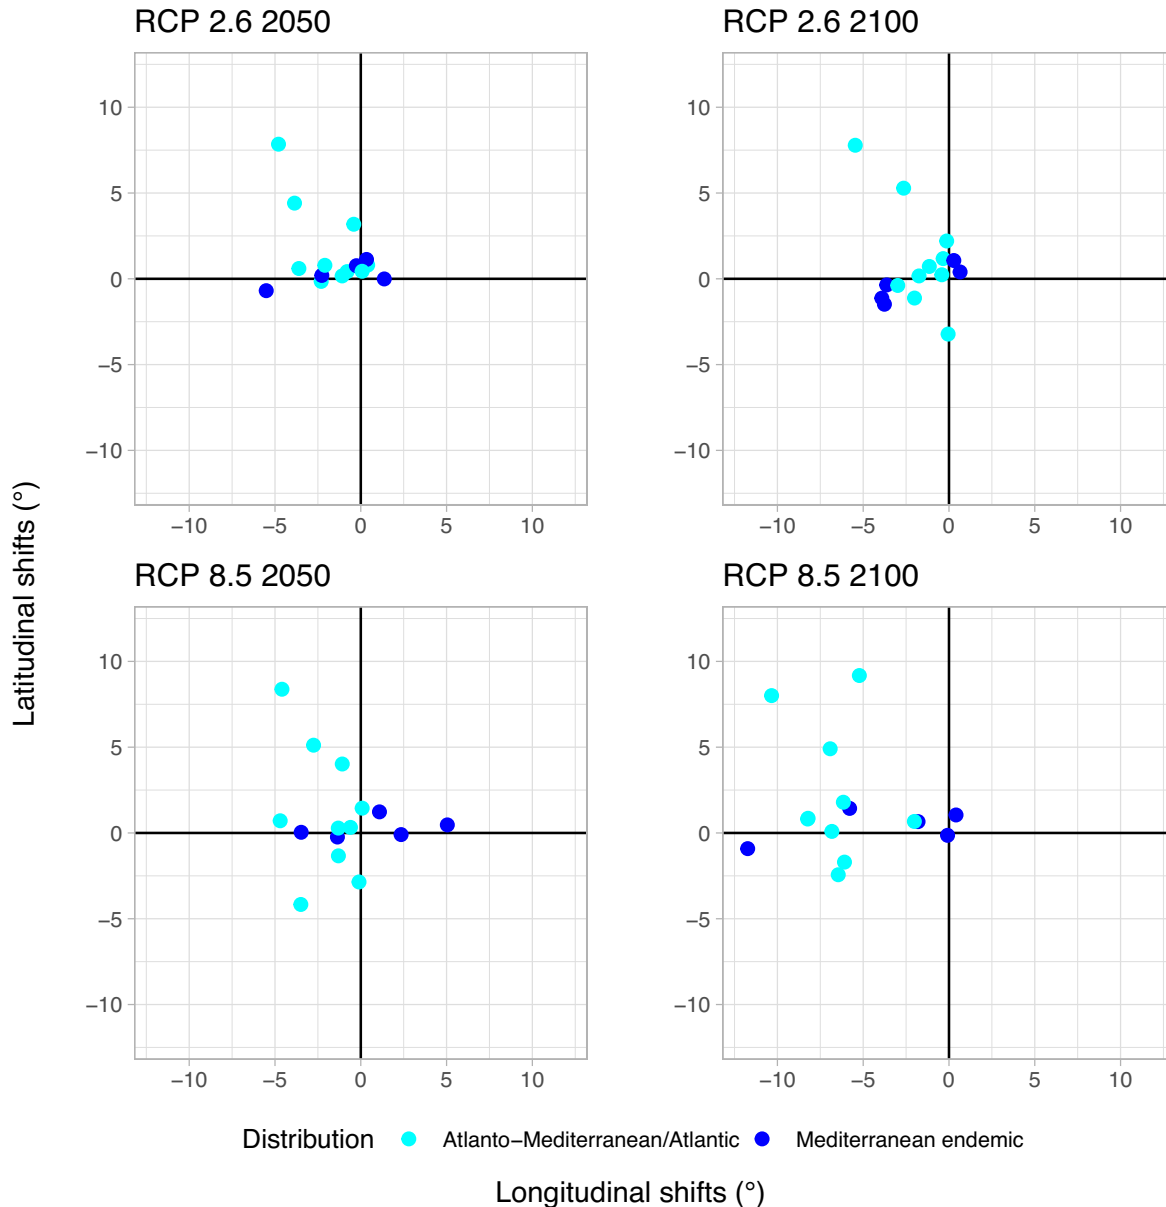 RCP 2.6 2050
RCP 2.6 2100
10
5
0
−5
−10
−10 −5 0 5 10
10
5
0
−5
−10
−10 −5 0 5 10
Latitudinal shifts (°)
RCP 8.5 2050
RCP 8.5 2100
10
5
0
−5
−10
−10 −5 0 5 10
10
5
0
−5
−10
−10 −5 0 5 10
Distribution Atlanto−Mediterranean/Atlantic Mediterranean endemic
Longitudinal shifts (°)